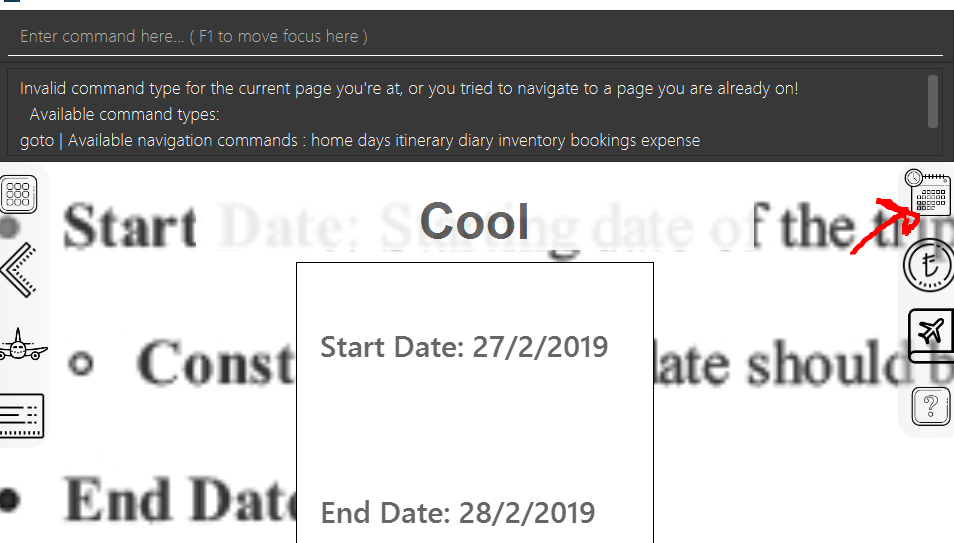 Enter command here... ( F1 to move focus here )
Invalid command type for the current page you're at, or you tried to navigate to a page you are already on!
Available command types:
goto | Available navigation commands : home days itinerary diary inventory bookings expense
Cool
Start Date: Starting date of the trip
Start Date: 27/2/2019
Const
date should b
End Date
End Date: 28/2/2019
?